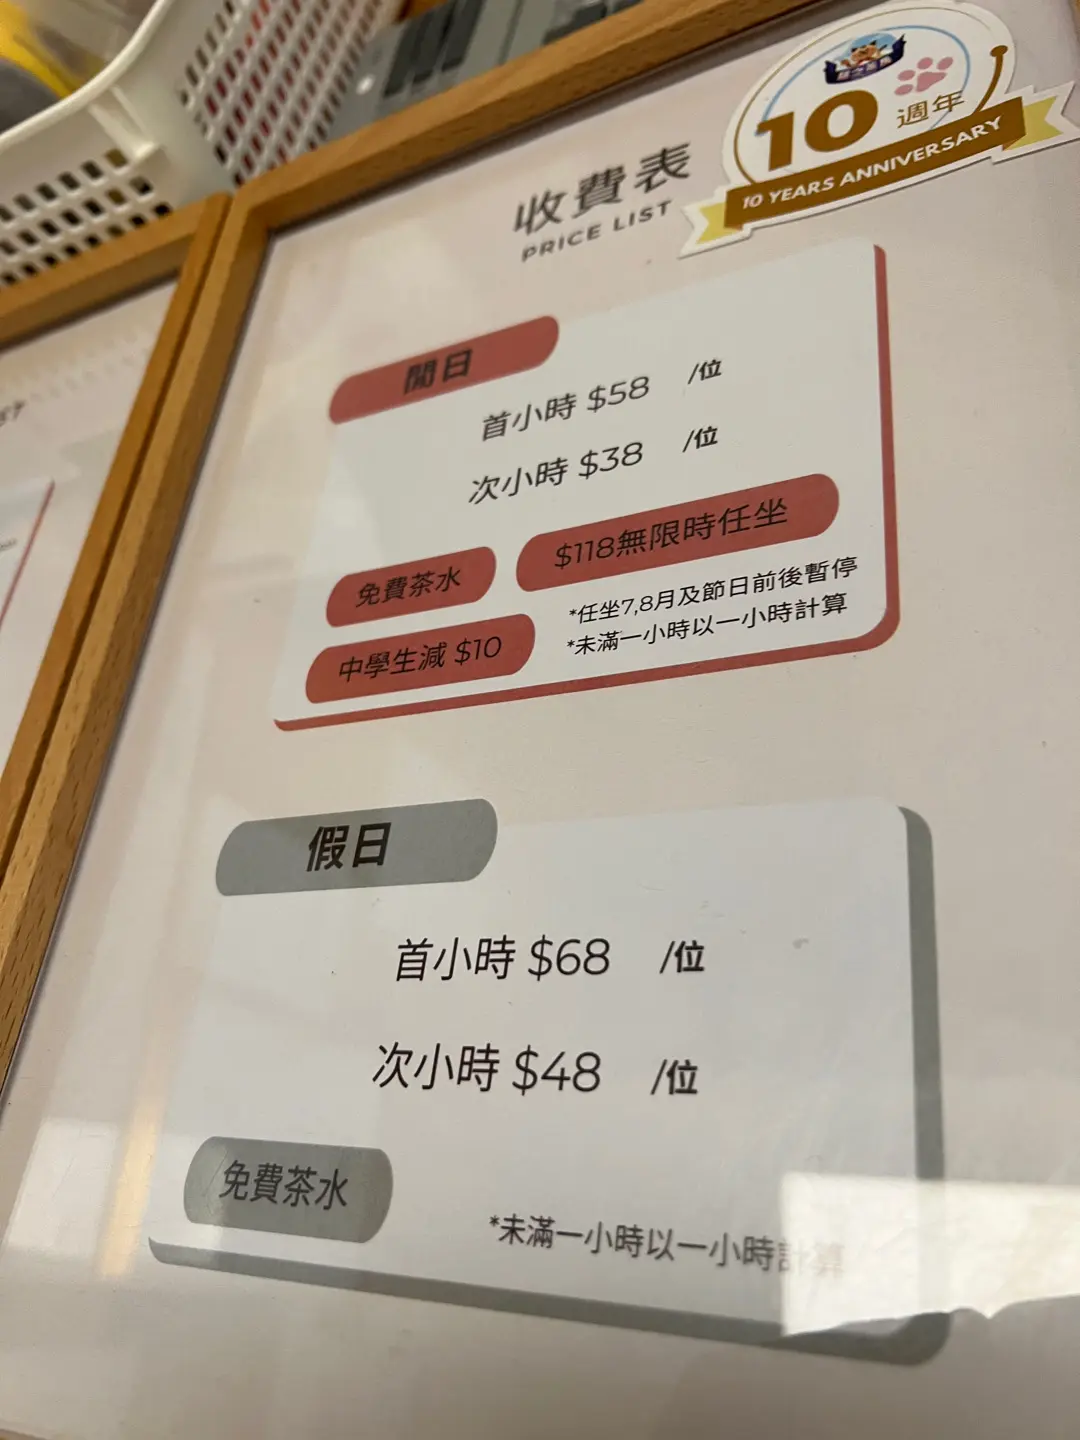 10 週年
10 YEARS ANNIVERSARY
收費表
PRICE LIST
閒日
首小時 $58 /位
次小時 $38 /位
$118無限時任坐
免費茶水
*任坐7,8月及節日前後暫停
*未滿一小時以一小時計算
中學生減 $10
假日
首小時 $68 /位
次小時 $48 /位
免費茶水
*未滿一小時以一小時計算